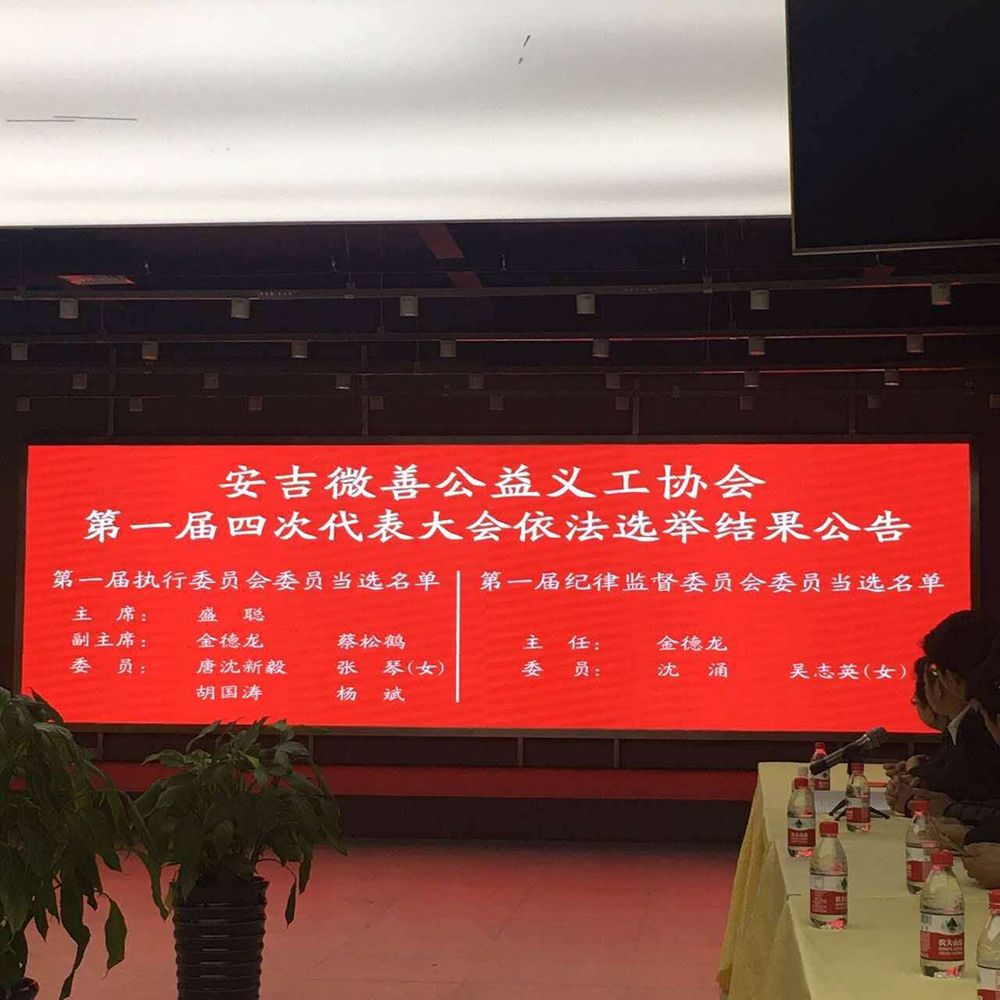 安吉微善公益义工协会
第一届四次代表大会依法选举结果公告
第一届执行委员会委员当选名单
主 席： 盛 聪
副主席： 金德龙 蔡松鹤
委 员： 唐沈新毅 张 琴(女)
胡国涛 杨 斌
第一届纪律监督委员会委员当选名单
主 任： 金德龙
委 员： 沈 涌 吴志英(女)
农夫山泉